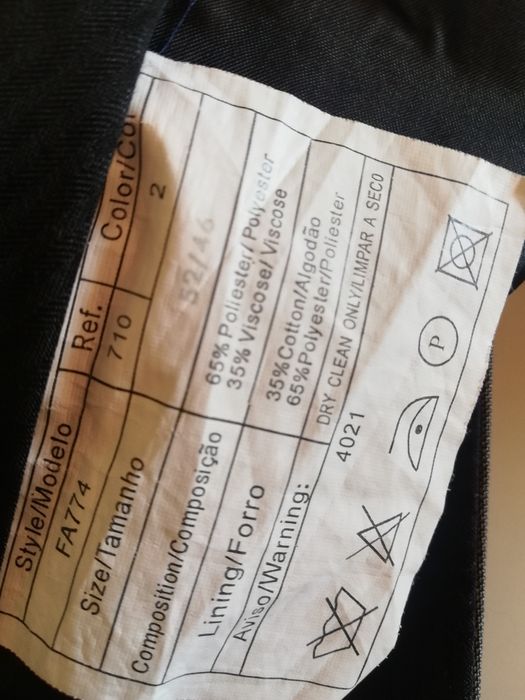 Style/Modelo Ref. Color/Co
FA774 710 2
Size/Tamanho 52/46
Composition/Composição 65% Poliester/Polyester
35% Viscose/Viscose
Lining/Forro 35%Cotton/Algodão
65%Polyester/Poliester
Aviso/Warning: DRY CLEAN ONLY/LIMPAR A SECO
4021
P